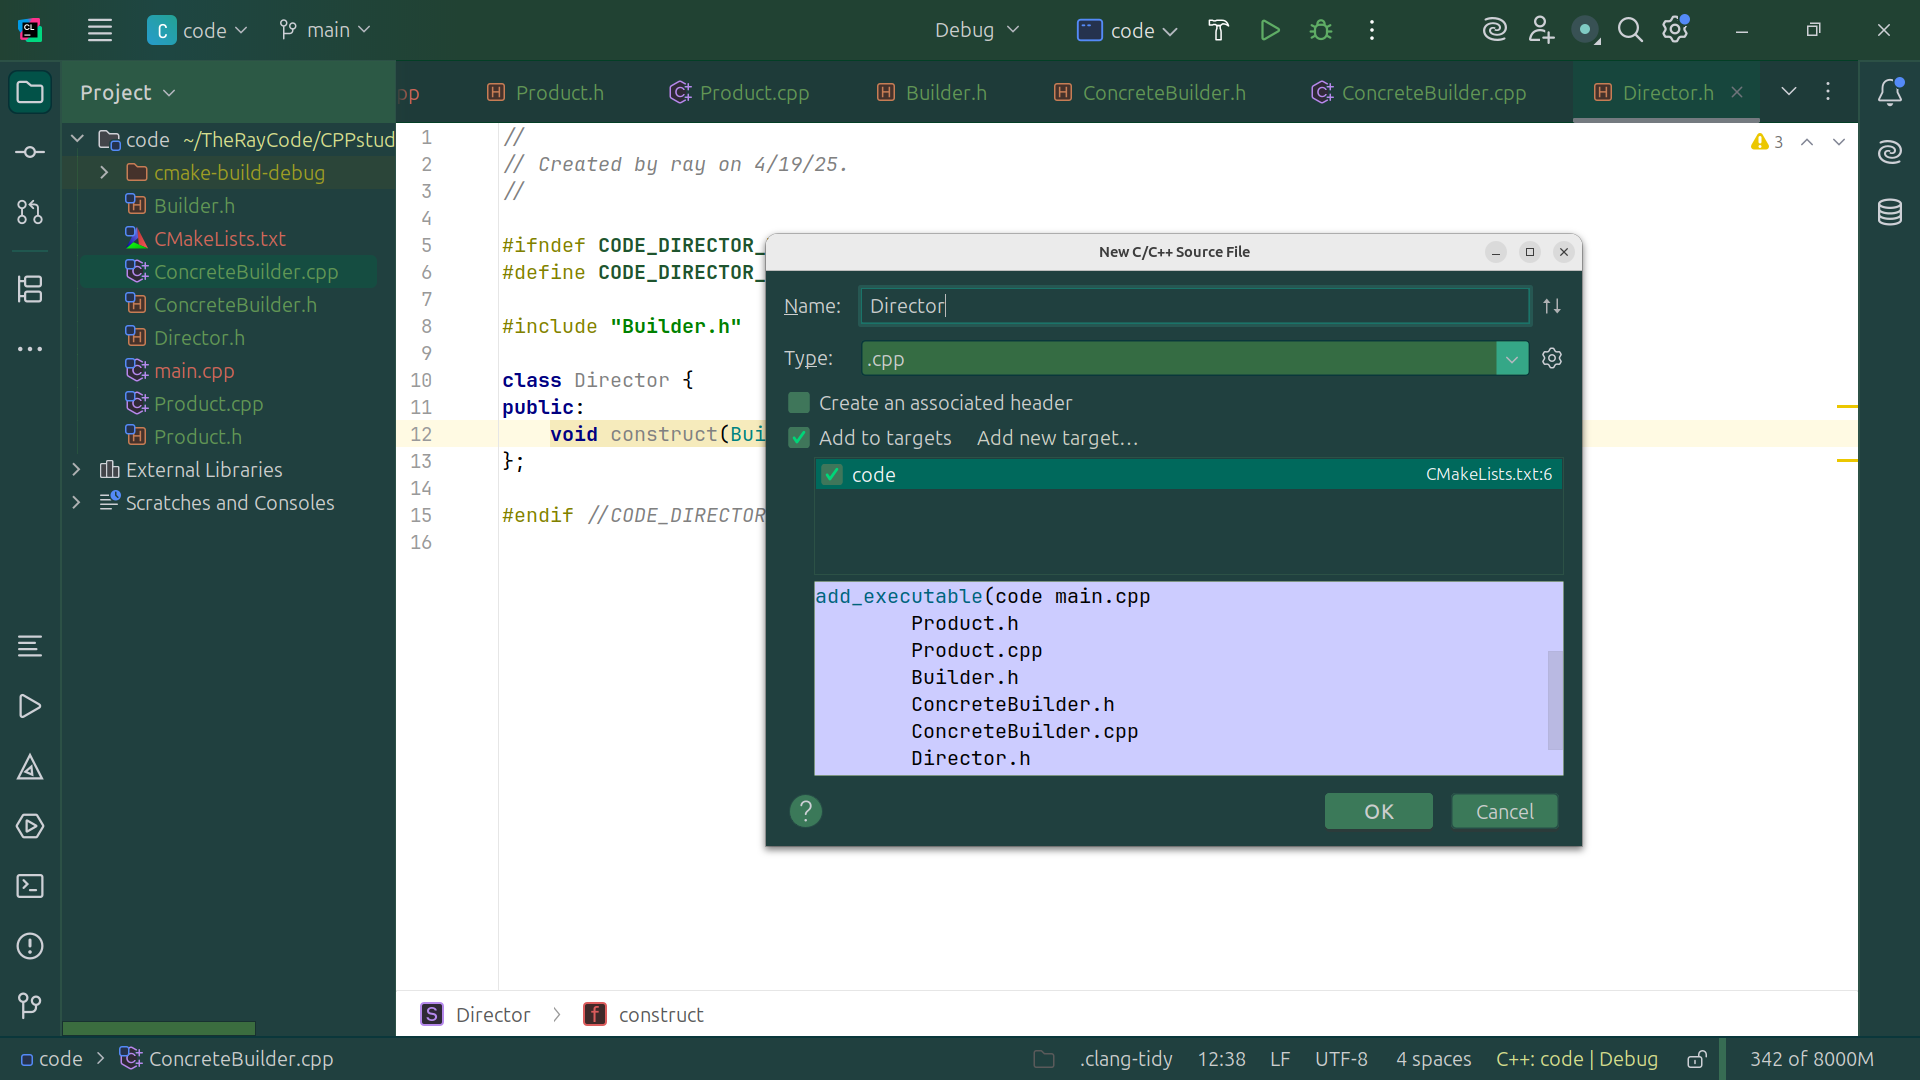 CL
C code
main
Debug
code
Project
pp
Product.h
Product.cpp
Builder.h
ConcreteBuilder.h
ConcreteBuilder.cpp
Director.h
code ~/TheRayCode/CPPstud
cmake-build-debug
Builder.h
CMakeLists.txt
ConcreteBuilder.cpp
ConcreteBuilder.h
Director.h
main.cpp
Product.cpp
Product.h
External Libraries
Scratches and Consoles
3
1 //
2 // Created by ray on 4/19/25.
3 //
4
5 #ifndef CODE_DIRECTOR_
6 #define CODE_DIRECTOR_
7
8 #include "Builder.h"
9
10 class Director {
11 public:
12 void construct(Bui
13 };
14
15 #endif //CODE_DIRECTOR
16
New C/C++ Source File
Name: Director
Type: .cpp
Create an associated header
Add to targets Add new target...
code CMakeLists.txt:6
add_executable(code main.cpp
Product.h
Product.cpp
Builder.h
ConcreteBuilder.h
ConcreteBuilder.cpp
Director.h
?
OK
Cancel
S Director
f construct
code
ConcreteBuilder.cpp
.clang-tidy
12:38
LF
UTF-8
4 spaces
C++: code | Debug
342 of 8000M